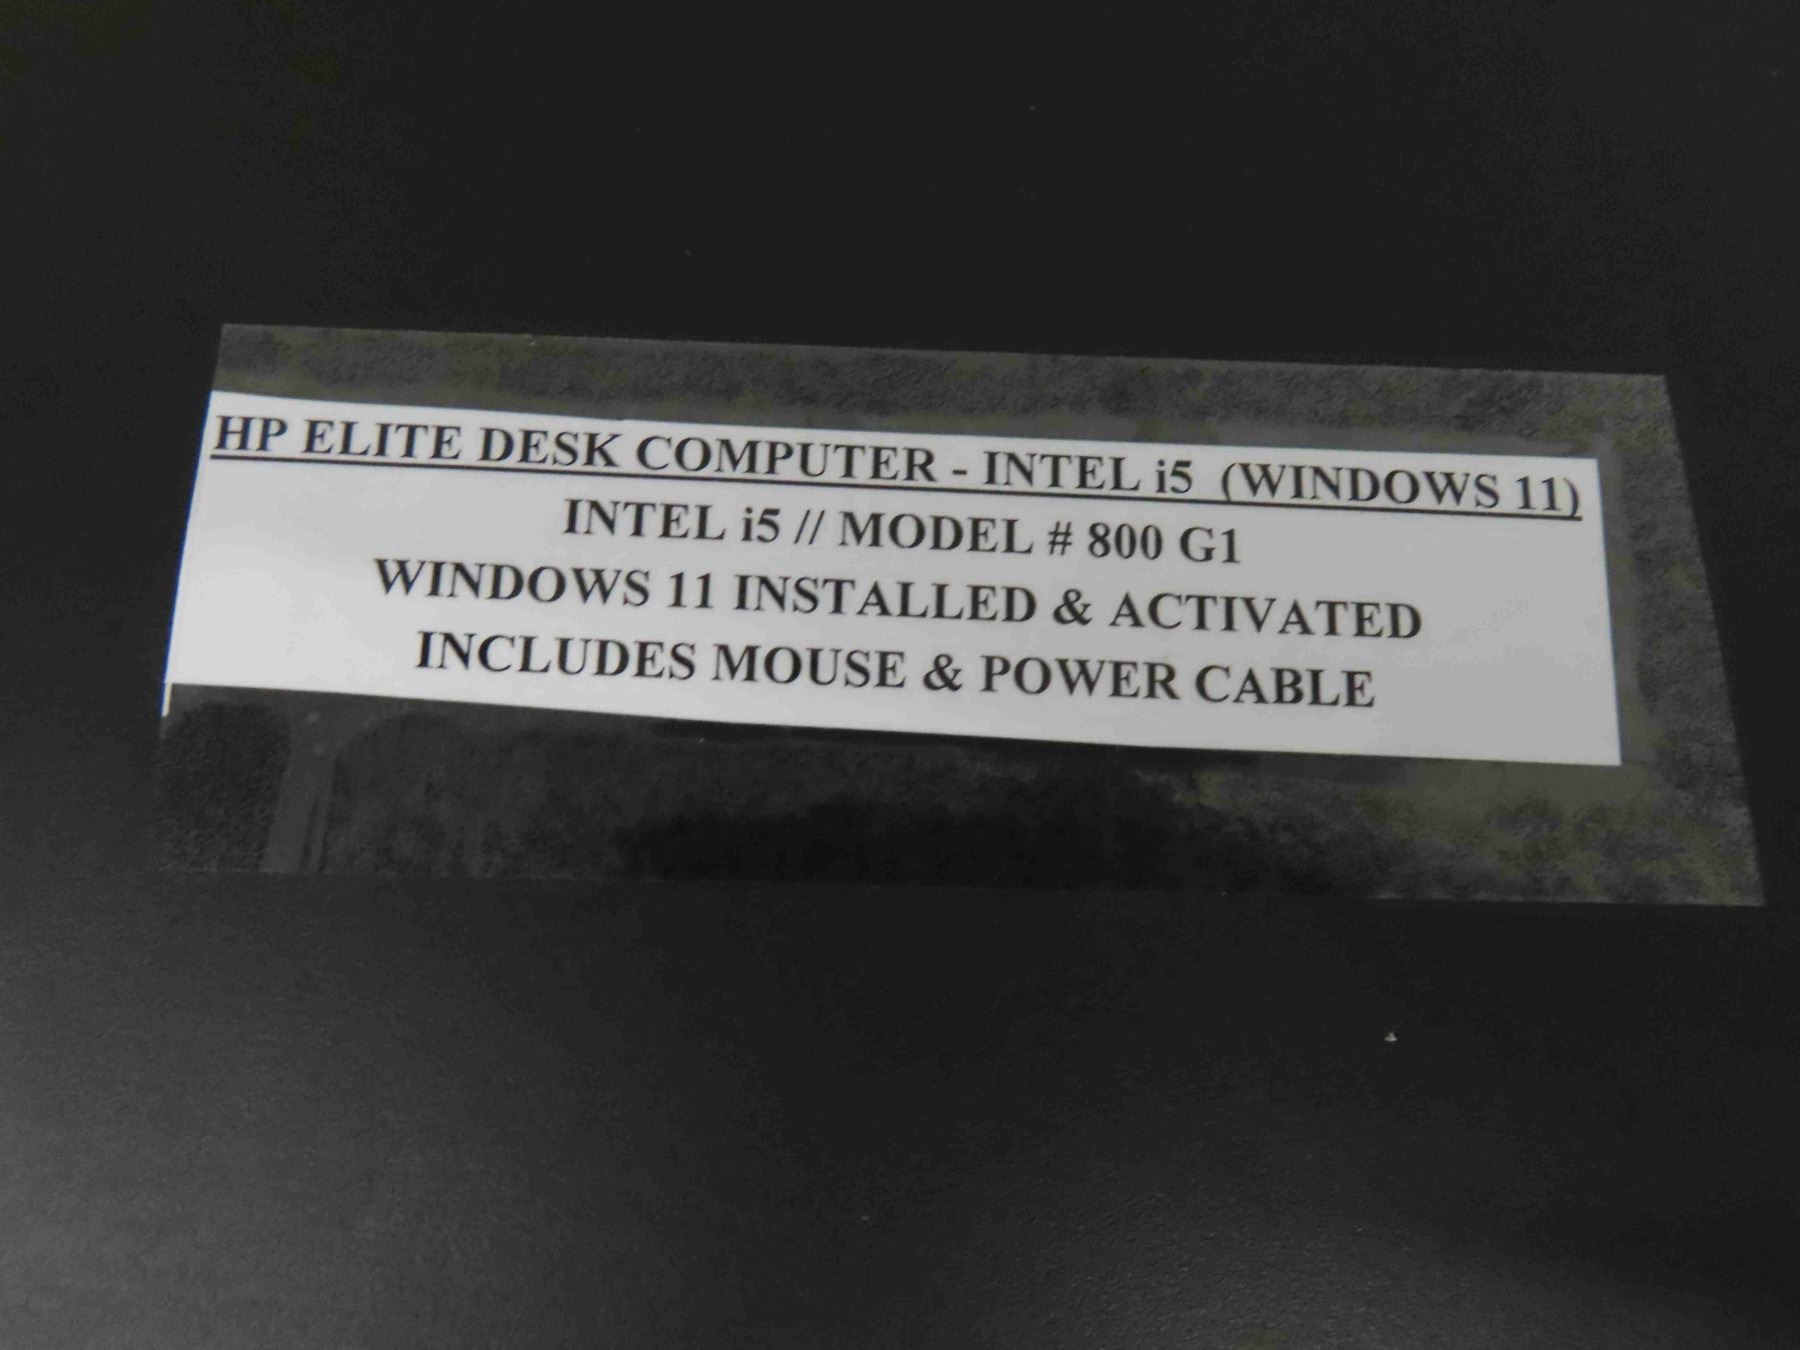 HP ELITE DESK COMPUTER - INTEL i5 (WINDOWS 11)
INTEL i5 // MODEL # 800 G1
WINDOWS 11 INSTALLED & ACTIVATED
INCLUDES MOUSE & POWER CABLE